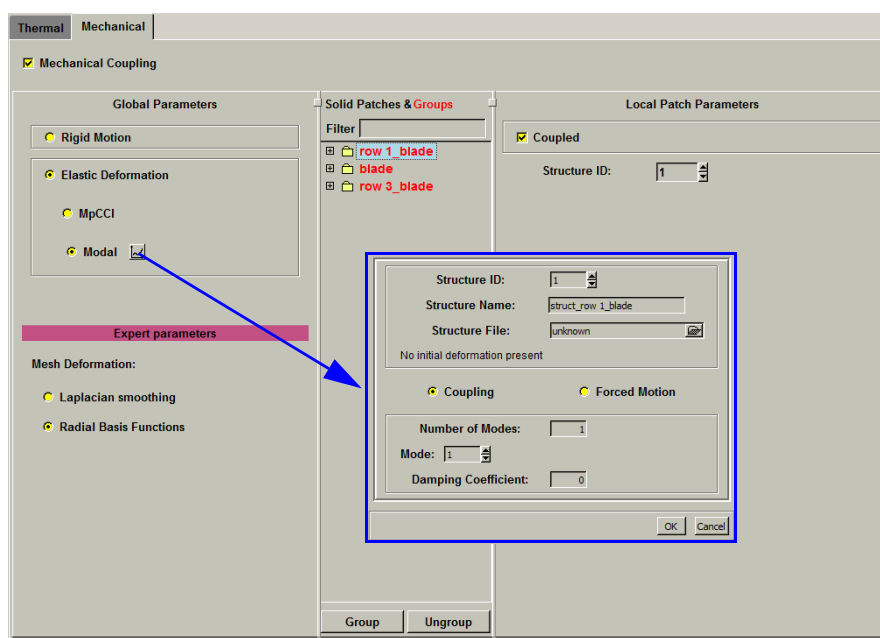 Thermal Mechanical
Mechanical Coupling
Global Parameters
Rigid Motion
Elastic Deformation
MpCCI
Modal
Expert parameters
Mesh Deformation:
Laplacian smoothing
Radial Basis Functions
Solid Patches & Groups
Filter
row 1_blade
blade
row 3_blade
Group Ungroup
Local Patch Parameters
Coupled
Structure ID: 1
Structure ID: 1
Structure Name: struct_row 1_blade
Structure File: unknown
No initial deformation present
Coupling Forced Motion
Number of Modes: 1
Mode: 1
Damping Coefficient: 0
OK Cancel